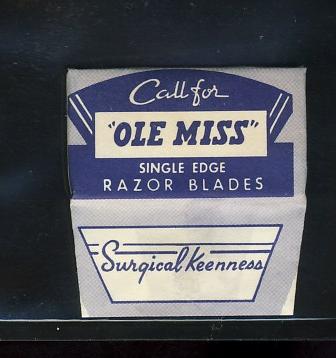 Call for
"OLE MISS"
SINGLE EDGE
RAZOR BLADES
Surgical Keenness